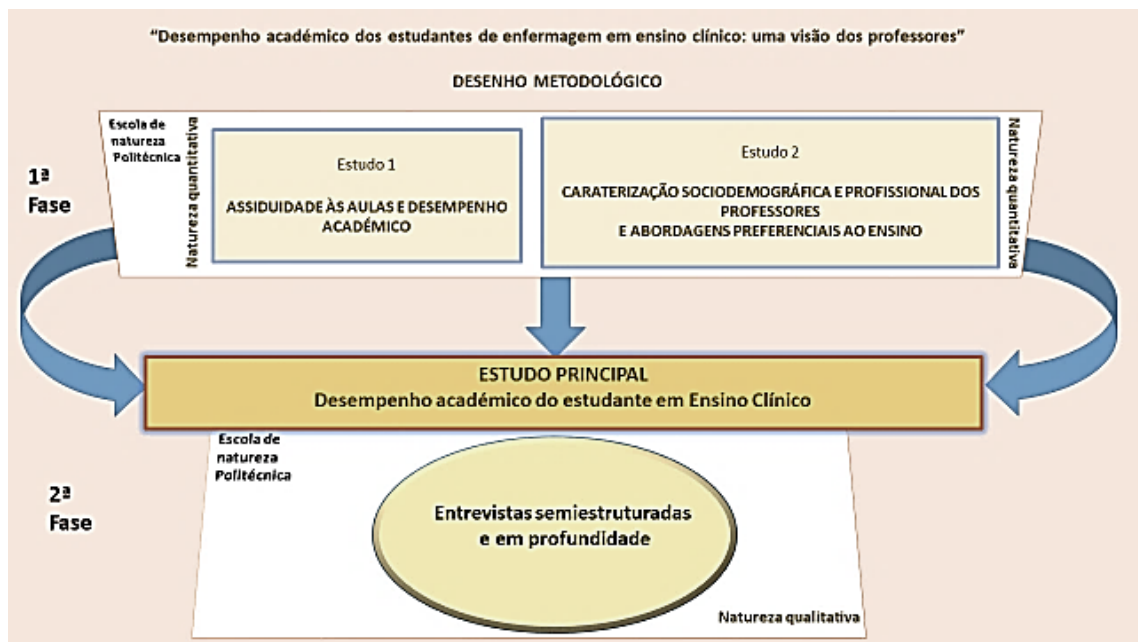 “Desempenho académico dos estudantes de enfermagem em ensino clínico: uma visão dos professores”
DESENHO METODOLÓGICO
1ª
Fase
Escola de
natureza
Politécnica
Natureza quantitativa
Estudo 1
ASSIDUIDADE ÀS AULAS E DESEMPENHO
ACADÉMICO
Estudo 2
CARATERIZAÇÃO SOCIODEMOGRÁFICA E PROFISSIONAL DOS
PROFESSORES
E ABORDAGENS PREFERENCIAIS AO ENSINO
Natureza quantitativa
ESTUDO PRINCIPAL
Desempenho académico do estudante em Ensino Clínico
2ª
Fase
Escola de
natureza
Politécnica
Entrevistas semiestruturadas
e em profundidade
Natureza qualitativa